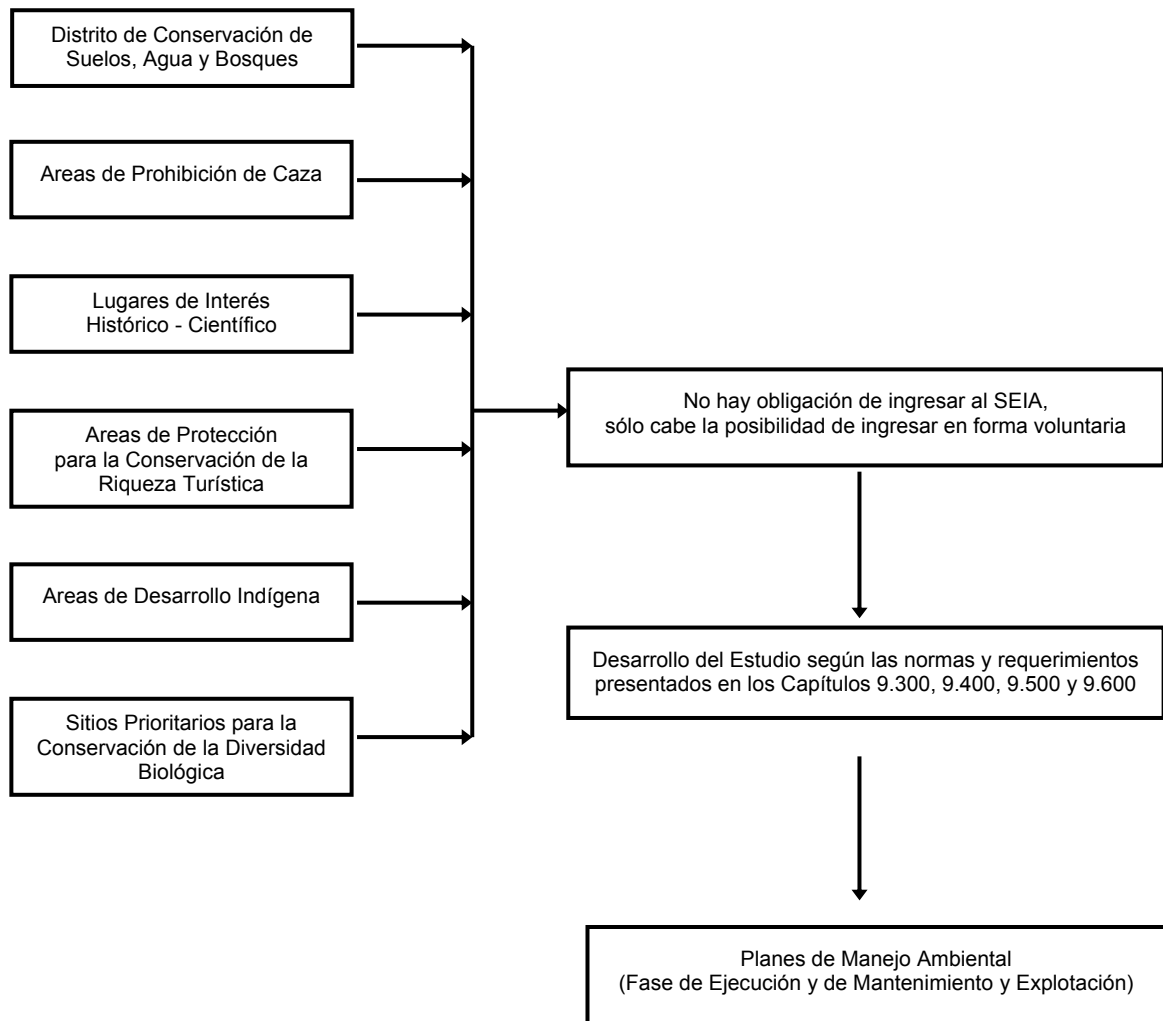 Distrito de Conservación de
Suelos, Agua y Bosques
Areas de Prohibición de Caza
Lugares de Interés
Histórico - Científico
Areas de Protección
para la Conservación de la
Riqueza Turística
Areas de Desarrollo Indígena
Sitios Prioritarios para la
Conservación de la Diversidad
Biológica
No hay obligación de ingresar al SEIA,
sólo cabe la posibilidad de ingresar en forma voluntaria
Desarrollo del Estudio según las normas y requerimientos
presentados en los Capítulos 9.300, 9.400, 9.500 y 9.600
Planes de Manejo Ambiental
(Fase de Ejecución y de Mantenimiento y Explotación)